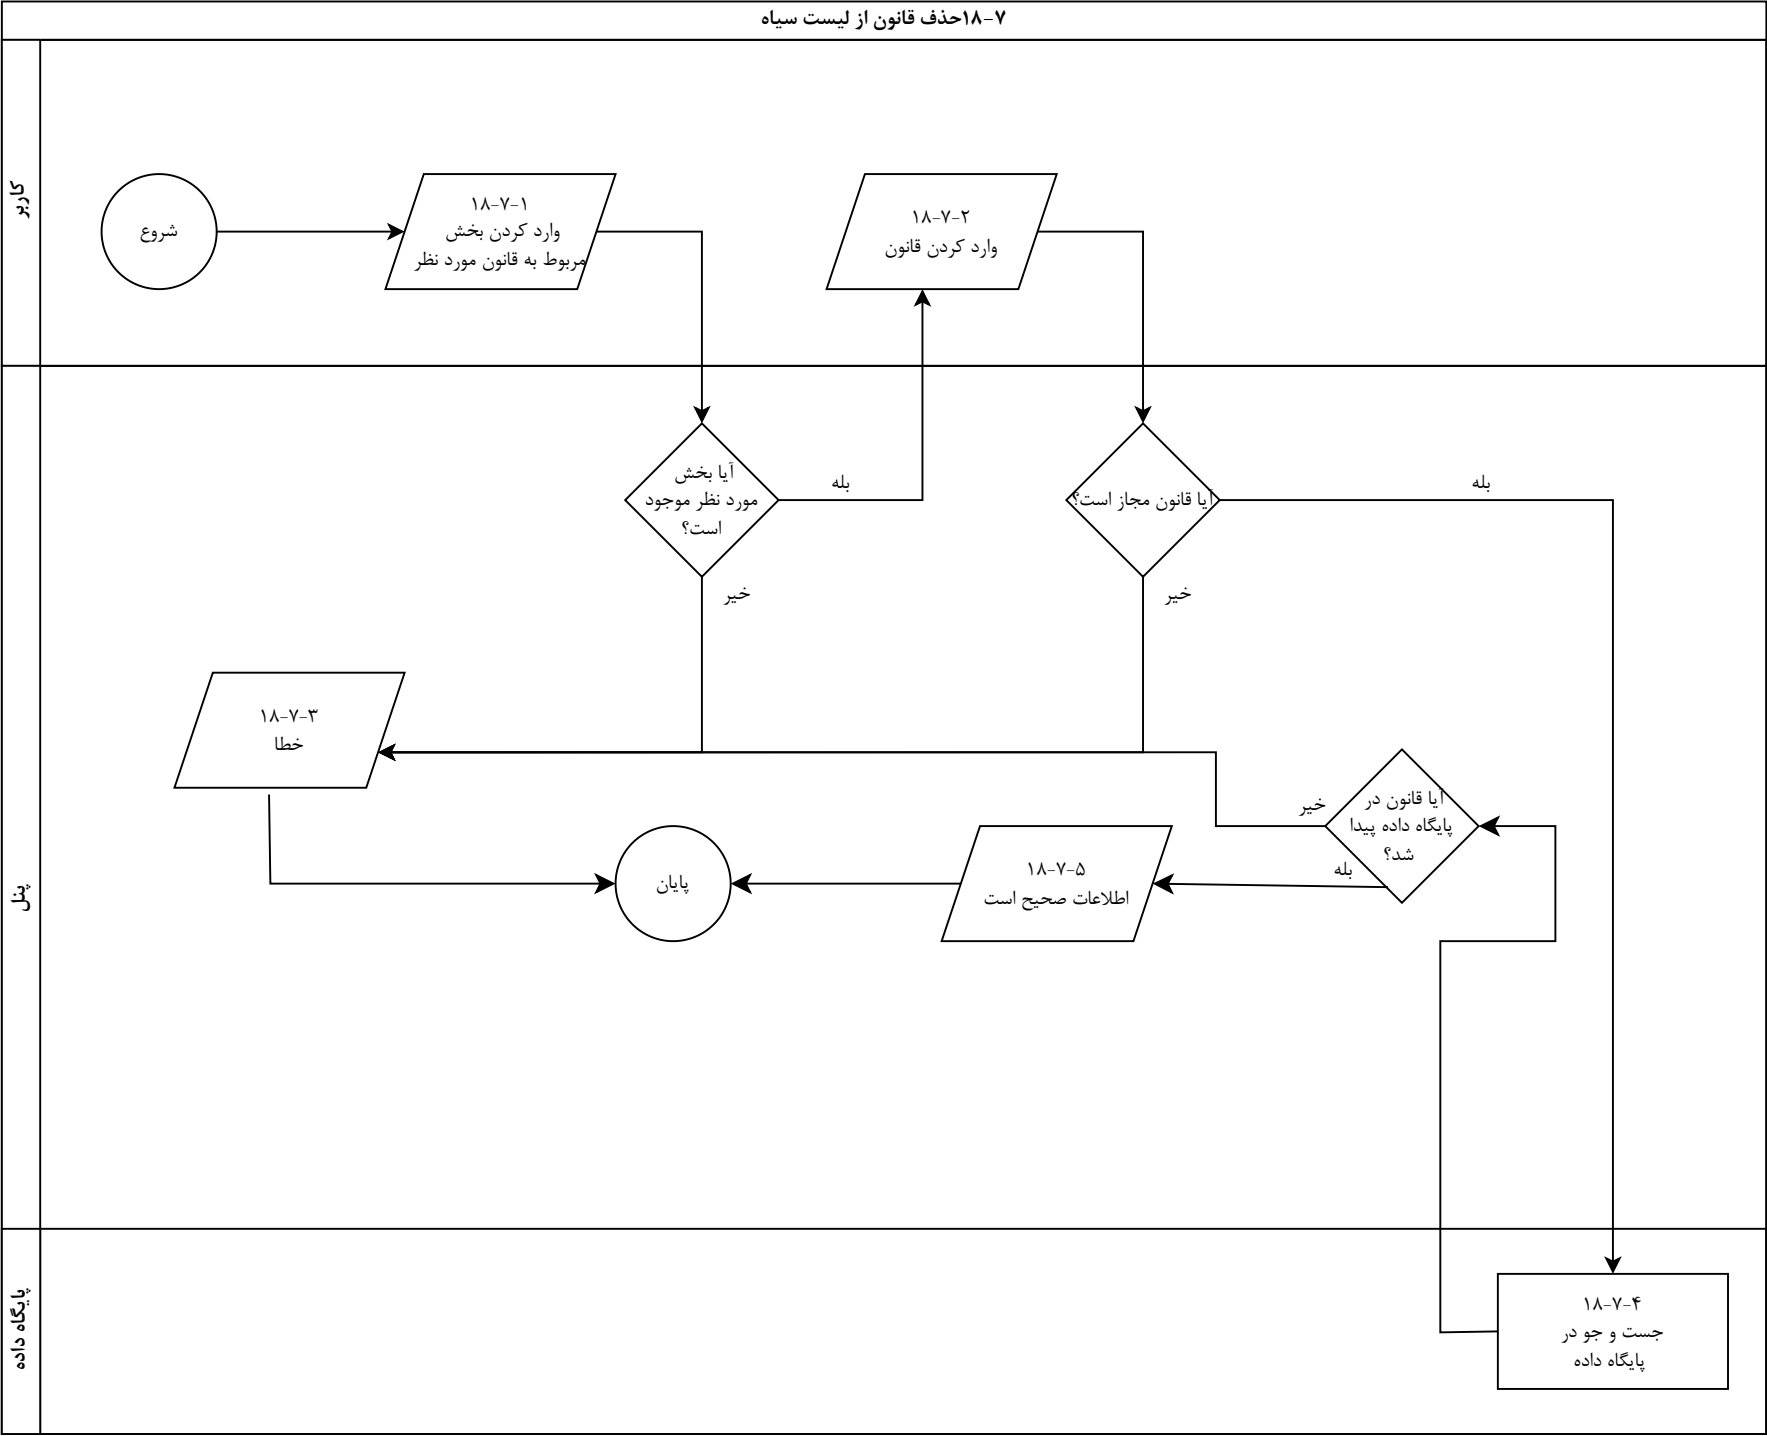 ۱۸-۷حذف قانون از لیست سیاه
کاربر
شروع
۱۸-۷-۱
وارد کردن بخش
مربوط به قانون مورد نظر
۱۸-۷-۲
وارد کردن قانون
پنل
آیا بخش
مورد نظر موجود
است؟
بله
خیر
آیا قانون مجاز است؟
بله
خیر
۱۸-۷-۳
خطا
آیا قانون در
پایگاه داده پیدا
شد؟
خیر
بله
۱۸-۷-۵
اطلاعات صحیح است
پایان
پایگاه داده
۱۸-۷-۴
جست و جو در
پایگاه داده